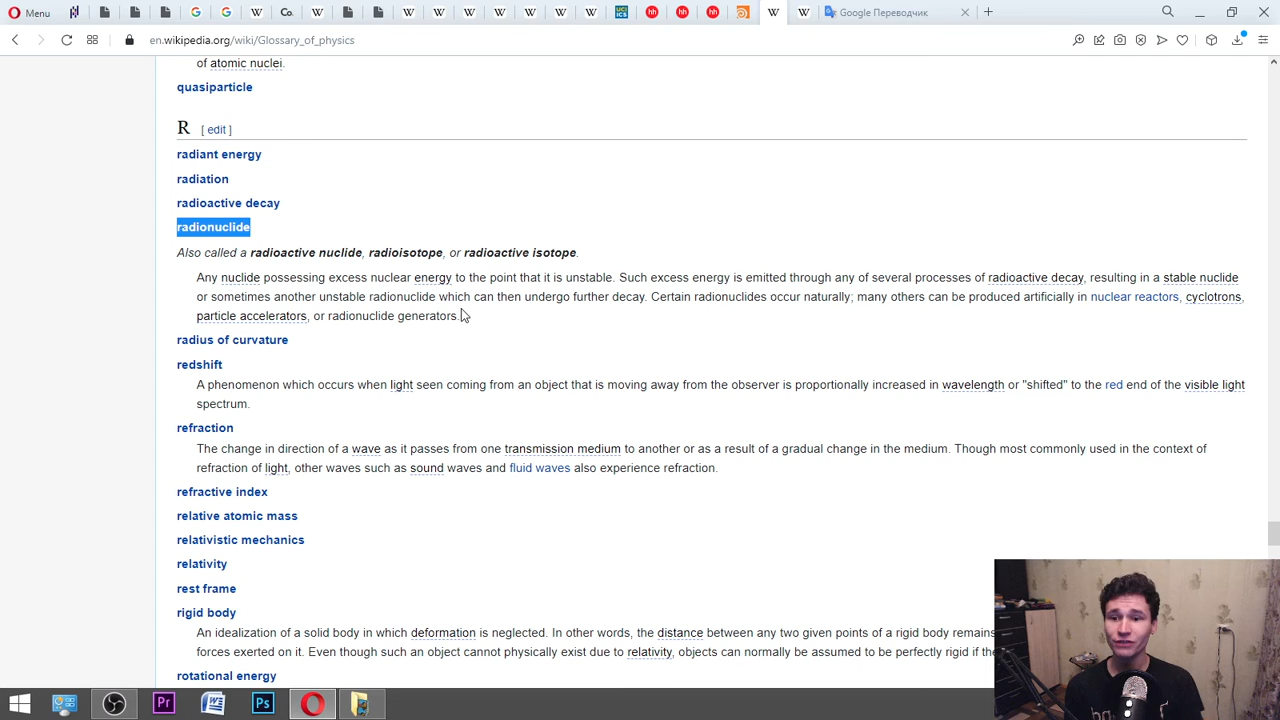 Menu
Co.
UCI
ICS
hh
hh
hh
Google Переводчик
en.wikipedia.org/wiki/Glossary_of_physics
of atomic nuclei.
quasiparticle
R [ edit ]
radiant energy
radiation
radioactive decay
radionuclide
Also called a radioactive nuclide, radioisotope, or radioactive isotope.
Any nuclide possessing excess nuclear energy to the point that it is unstable. Such excess energy is emitted through any of several processes of radioactive decay, resulting in a stable nuclide
or sometimes another unstable radionuclide which can then undergo further decay. Certain radionuclides occur naturally; many others can be produced artificially in nuclear reactors, cyclotrons,
particle accelerators, or radionuclide generators.
radius of curvature
redshift
A phenomenon which occurs when light seen coming from an object that is moving away from the observer is proportionally increased in wavelength or "shifted" to the red end of the visible light
spectrum.
refraction
The change in direction of a wave as it passes from one transmission medium to another or as a result of a gradual change in the medium. Though most commonly used in the context of
refraction of light, other waves such as sound waves and fluid waves also experience refraction.
refractive index
relative atomic mass
relativistic mechanics
relativity
rest frame
rigid body
An idealization of a solid body in which deformation is neglected. In other words, the distance between any two given points of a rigid body remains
forces exerted on it. Even though such an object cannot physically exist due to relativity, objects can normally be assumed to be perfectly rigid if the
rotational energy
Pr
Ps